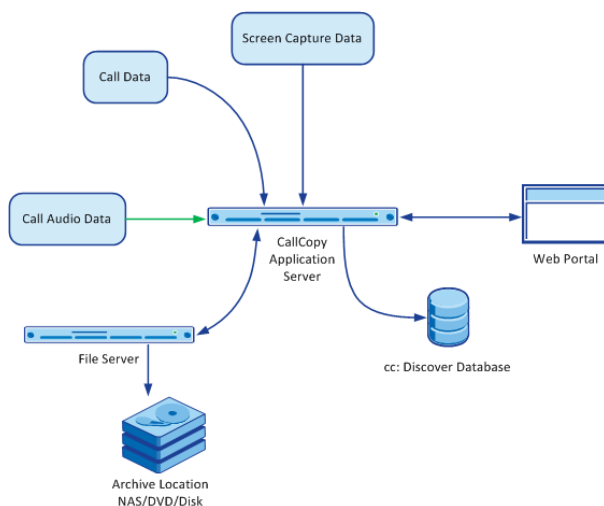 Screen Capture Data
Call Data
Call Audio Data
CallCopy
Application
Server
Web Portal
File Server
cc: Discover Database
Archive Location
NAS/DVD/Disk